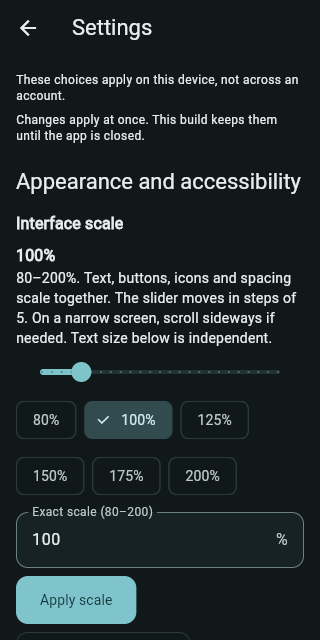 Settings
These choices apply on this device, not across an
account.
Changes apply at once. This build keeps them
until the app is closed.
Appearance and accessibility
Interface scale
100%
80–200%. Text, buttons, icons and spacing
scale together. The slider moves in steps of
5. On a narrow screen, scroll sideways if
needed. Text size below is independent.
80% 100% 125%
150% 175% 200%
Exact scale (80–200)
100 %
Apply scale